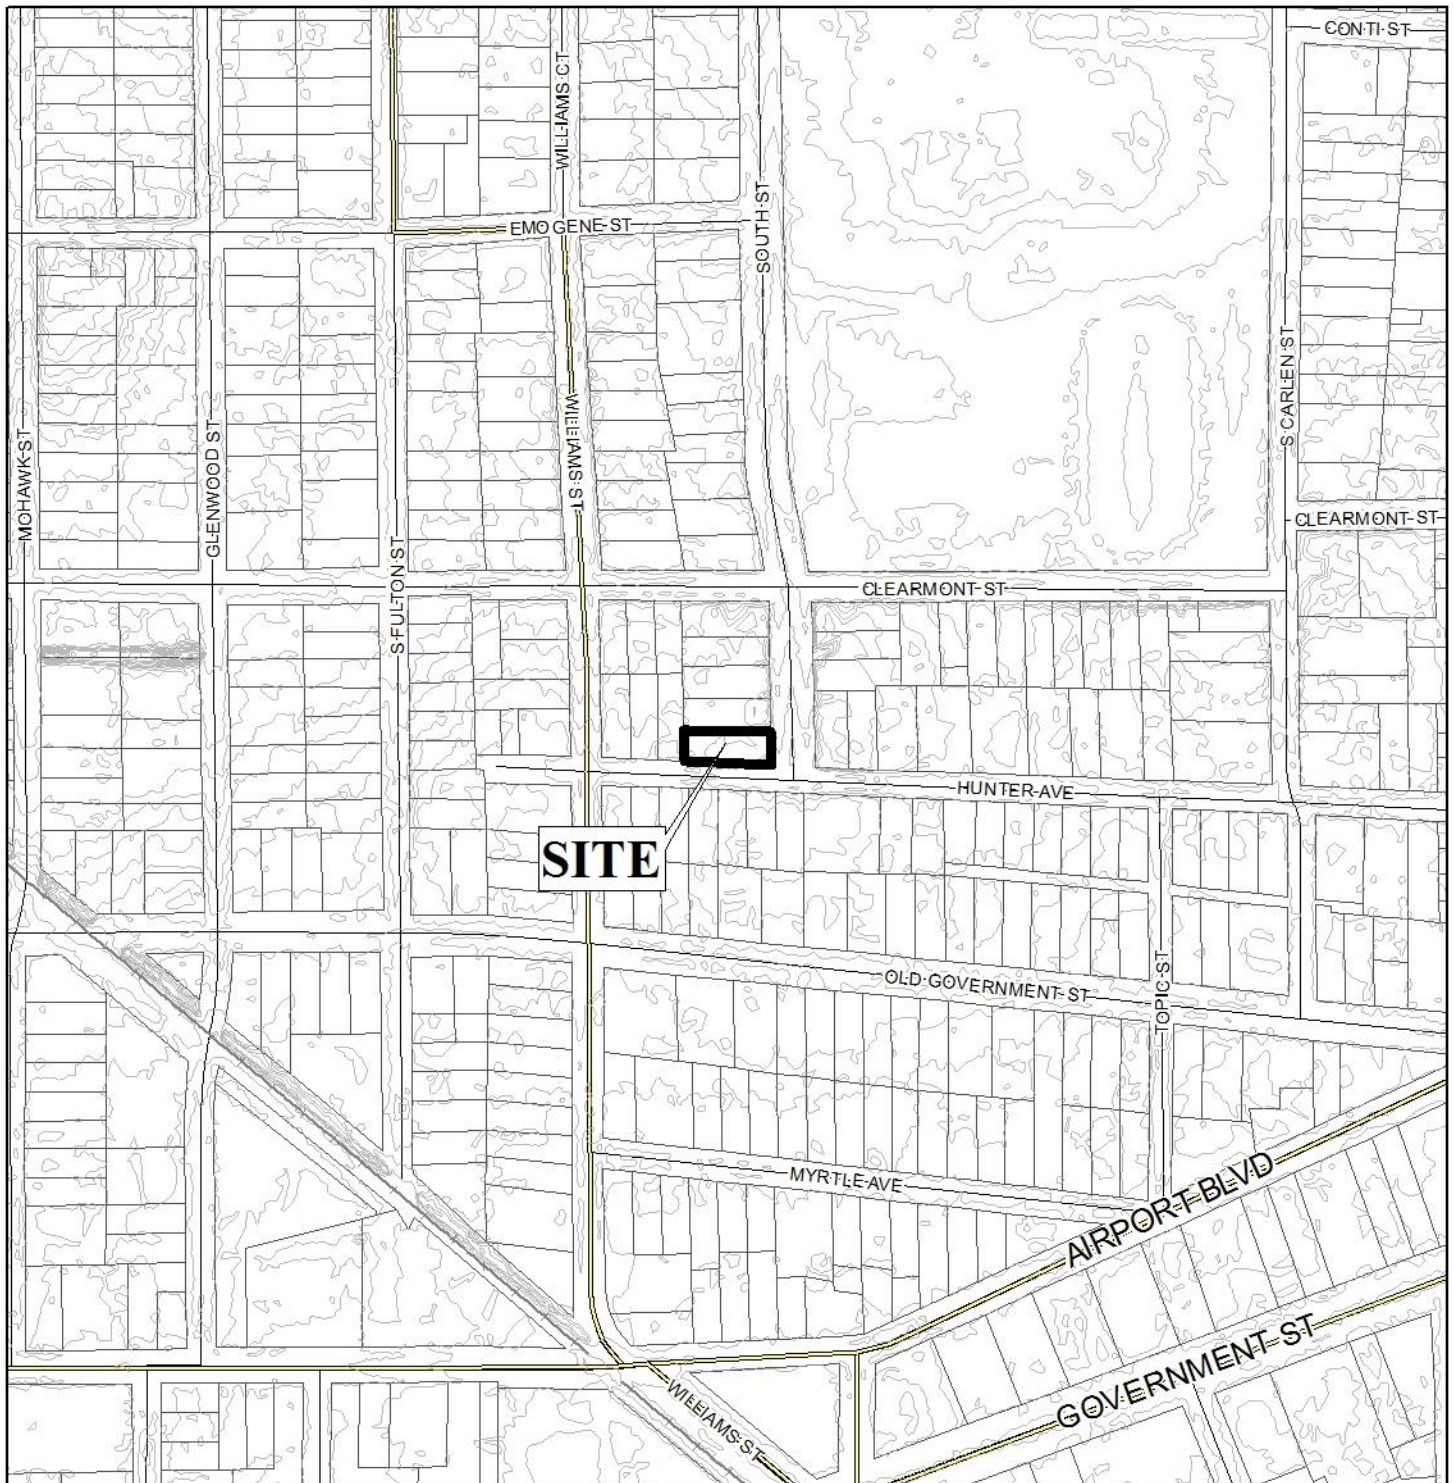 CONTI ST
WILLIAMS CT
SOUTH ST
EMOGENE ST
S CARLEN ST
WILLIAMS ST
MOHAWK ST
GLENWOOD ST
CLEARMONT ST
S FULTON ST
CLEARMONT ST
HUNTER AVE
SITE
OLD GOVERNMENT ST
TOPIC ST
MYRTLE AVE
AIRPORT BLVD
GOVERNMENT ST
WILLIAMS ST